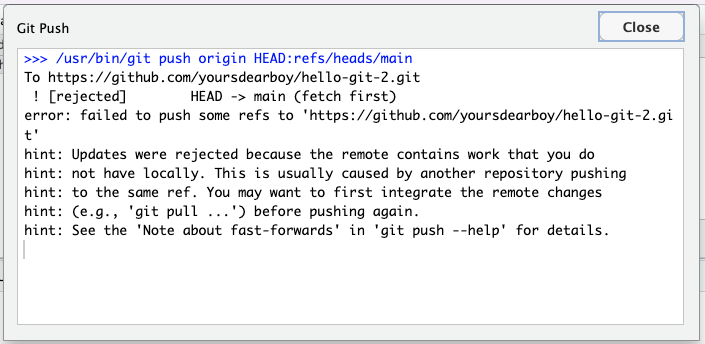 Git Push
Close
>>> /usr/bin/git push origin HEAD:refs/heads/main
To https://github.com/yoursdearboy/hello-git-2.git
 ! [rejected]        HEAD -> main (fetch first)
error: failed to push some refs to 'https://github.com/yoursdearboy/hello-git-2.gi
t'
hint: Updates were rejected because the remote contains work that you do
hint: not have locally. This is usually caused by another repository pushing
hint: to the same ref. You may want to first integrate the remote changes
hint: (e.g., 'git pull ...') before pushing again.
hint: See the 'Note about fast-forwards' in 'git push --help' for details.